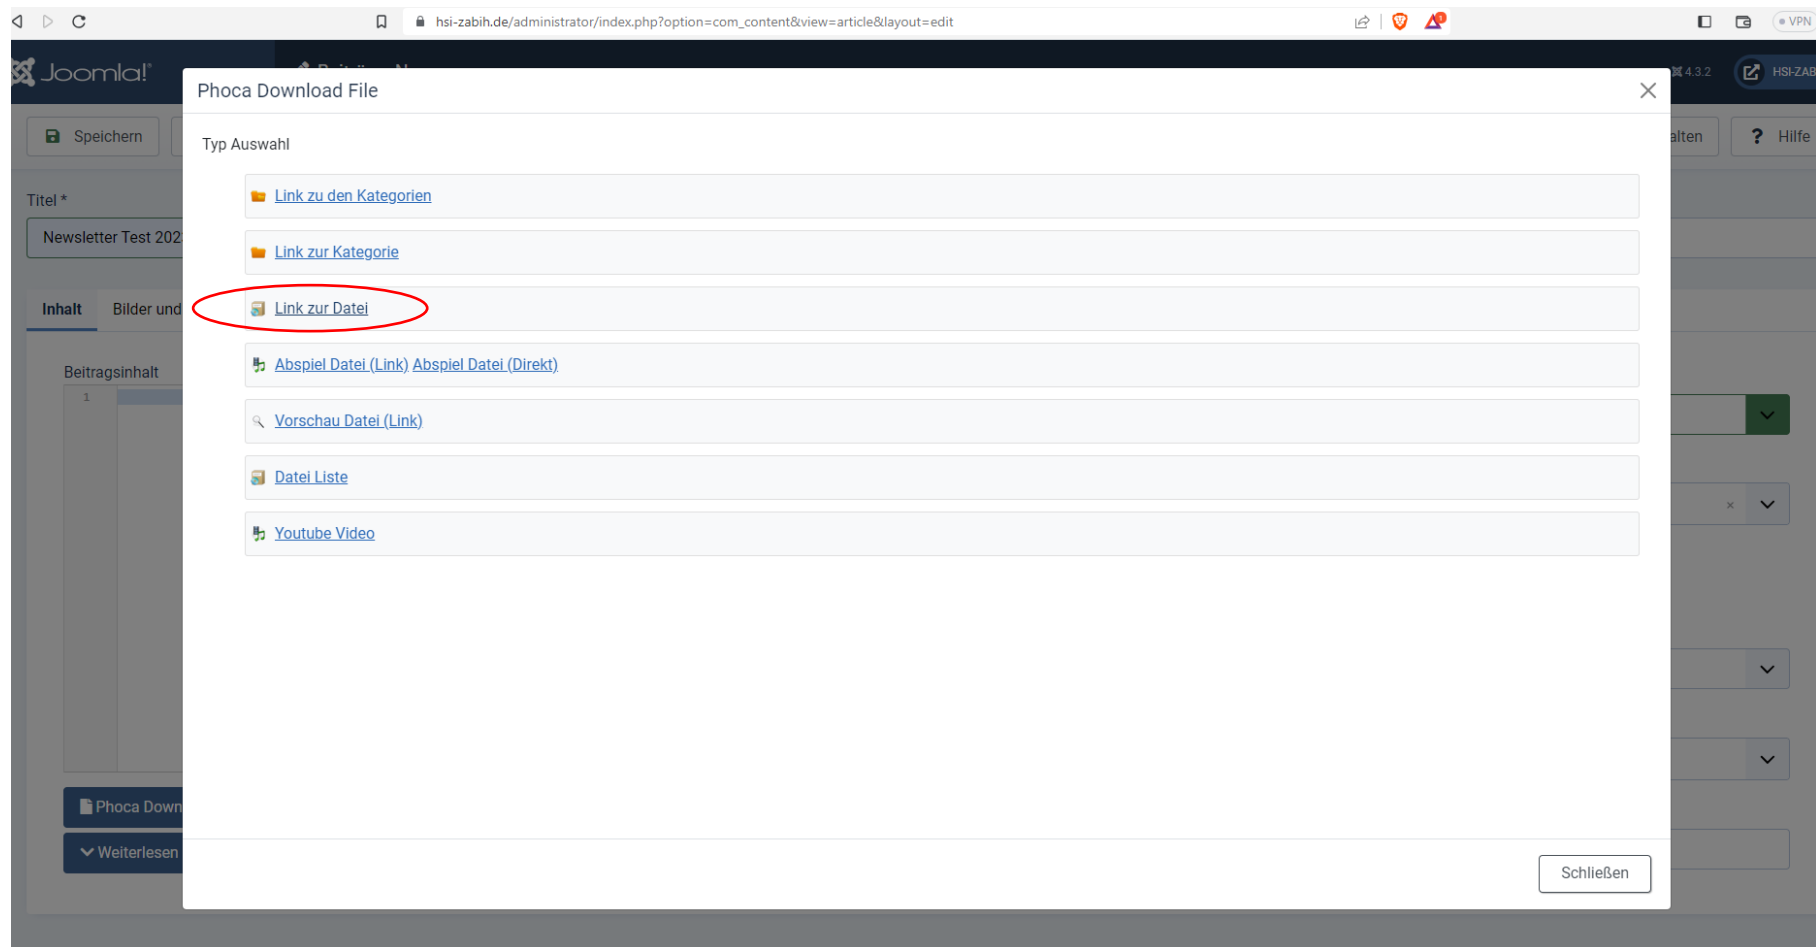 hsi-zabih.de/administrator/index.php?option=com_content&view=article&layout=edit
VPN
Joomla!
4.3.2
HSI-ZAB
Phoca Download File
Speichern
alten
? Hilfe
Typ Auswahl
Link zu den Kategorien
Titel *
Newsletter Test 202
Link zur Kategorie
Inhalt
Bilder und
Link zur Datei
Beitragsinhalt
1
Abspiel Datei (Link) Abspiel Datei (Direkt)
Vorschau Datei (Link)
Datei Liste
Youtube Video
Phoca Down
Weiterlesen
Schließen